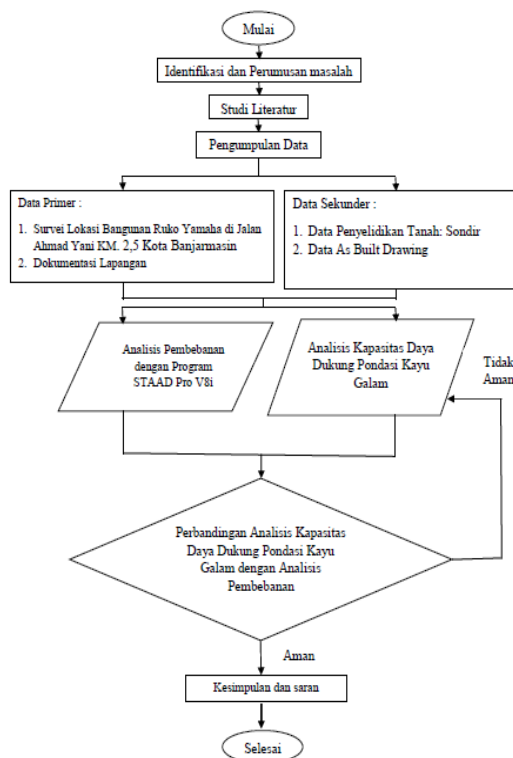 Mulai
Identifikasi dan Perumusan masalah
Studi Literatur
Pengumpulan Data
Data Primer :
1. Survei Lokasi Bangunan Ruko Yamaha di Jalan
Ahmad Yani KM. 2,5 Kota Banjarmasin
2. Dokumentasi Lapangan
Data Sekunder :
1. Data Penyelidikan Tanah: Sondir
2. Data As Built Drawing
Analisis Pembebanan
dengan Program
STAAD Pro V8i
Analisis Kapasitas Daya
Dukung Pondasi Kayu
Galam
Tidak
Aman
Perbandingan Analisis Kapasitas
Daya Dukung Pondasi Kayu
Galam dengan Analisis
Pembebanan
Aman
Kesimpulan dan saran
Selesai